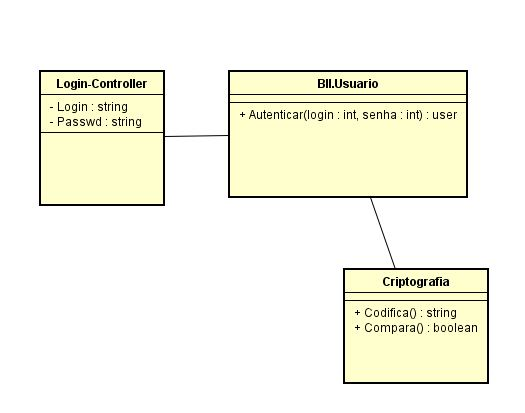 Login-Controller
- Login : string
- Passwd : string
Bll.Usuario
+ Autenticar(login : int, senha : int) : user
Criptografia
+ Codifica() : string
+ Compara() : boolean